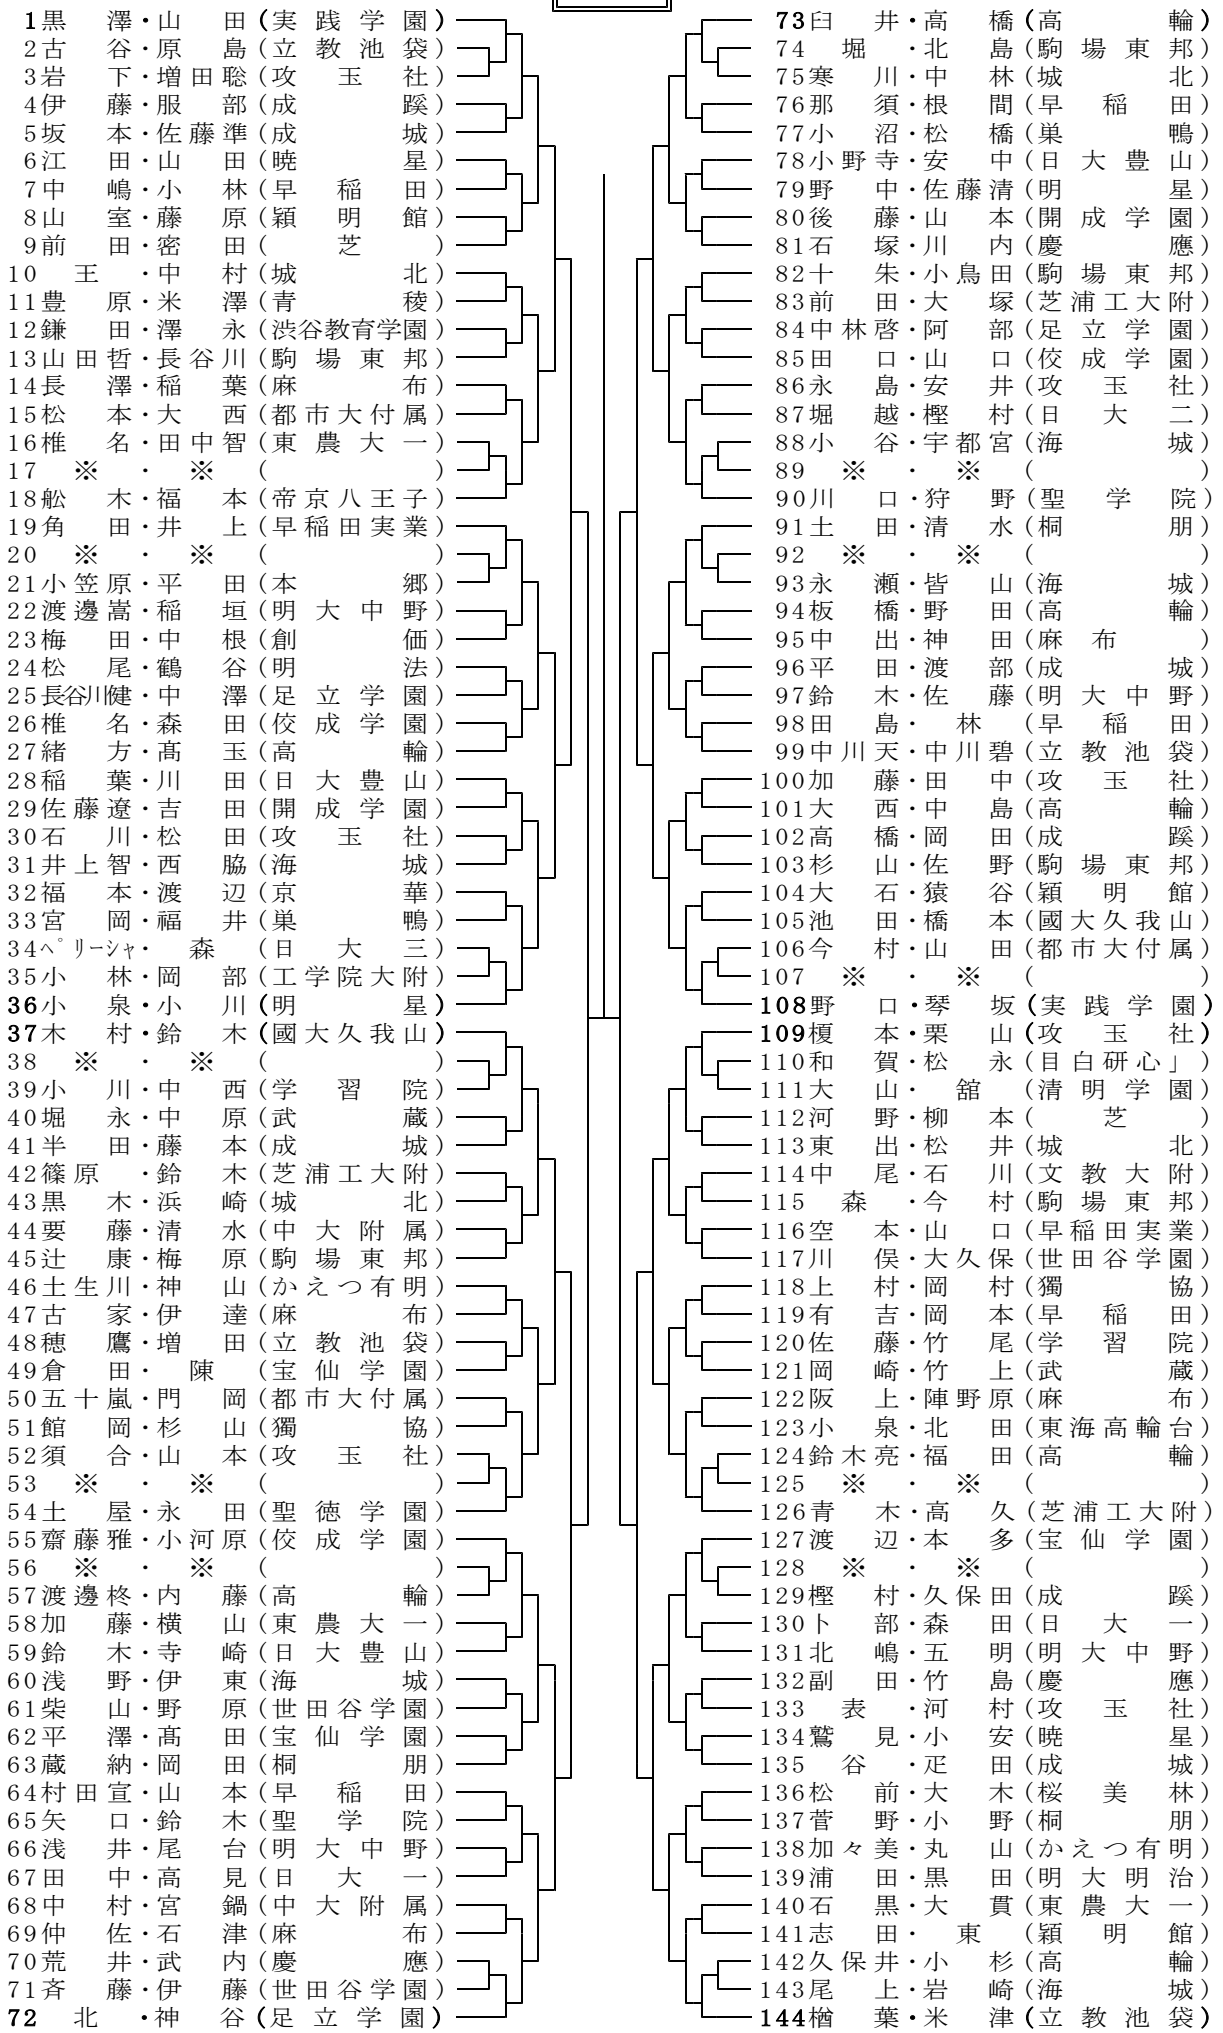 1黒澤・山田(実践学園)
2古谷・原島(立教池袋)
3岩下・増田聡(攻玉社)
4伊藤・服部(成蹊)
5坂本・佐藤準(成城)
6江田・山田(暁星)
7中嶋・小林(早稲田)
8山室・藤原(穎明館)
9前田・密田(芝)
10王・中村(城北)
11豊原・米澤(青稜)
12鎌田・澤永(渋谷教育学園)
13山田哲・長谷川(駒場東邦)
14長澤・稲葉(麻布)
15松本・大西(都市大付属)
16椎名・田中智(東農大一)
17※・※( )
18舩木・福本(帝京八王子)
19角田・井上(早稲田実業)
20※・※( )
21小笠原・平田(本郷)
22渡邊嵩・稲垣(明大中野)
23梅田・中根(創価)
24松尾・鶴谷(明法)
25長谷川健・中澤(足立学園)
26椎名・森田(佼成学園)
27緒方・髙玉(高輪)
28稲葉・川田(日大豊山)
29佐藤遼・吉田(開成学園)
30石川・松田(攻玉社)
31井上智・西脇(海城)
32福本・渡辺(京華)
33宮岡・福井(巣鴨)
34ペリーシャ・森(日大三)
35小林・岡部(工学院大附)
36小泉・小川(明星)
37木村・鈴木(國大久我山)
38※・※( )
39小川・中西(学習院)
40堀永・中原(武蔵)
41半田・藤本(成城)
42篠原・鈴木(芝浦工大附)
43黒木・浜崎(城北)
44要藤・清水(中大附属)
45辻康・梅原(駒場東邦)
46土生川・神山(かえつ有明)
47古家・伊達(麻布)
48穂鷹・増田(立教池袋)
49倉田・陳(宝仙学園)
50五十嵐・門岡(都市大付属)
51館岡・杉山(獨協)
52須合・山本(攻玉社)
53※・※( )
54土屋・永田(聖徳学園)
55齋藤雅・小河原(佼成学園)
56※・※( )
57渡邊柊・内藤(高輪)
58加藤・横山(東農大一)
59鈴木・寺崎(日大豊山)
60浅野・伊東(海城)
61柴山・野原(世田谷学園)
62平澤・髙田(宝仙学園)
63蔵納・岡田(桐朋)
64村田宣・山本(早稲田)
65矢口・鈴木(聖学院)
66浅井・尾台(明大中野)
67田中・高見(日大一)
68中村・宮鍋(中大附属)
69仲佐・石津(麻布)
70荒井・武内(慶應)
71斉藤・伊藤(世田谷学園)
72北・神谷(足立学園)
73臼井・高橋(高輪)
74堀・北島(駒場東邦)
75寒川・中林(城北)
76那須・根間(早稲田)
77小沼・松橋(巣鴨)
78小野寺・安中(日大豊山)
79野中・佐藤清(明星)
80後藤・山本(開成学園)
81石塚・川内(慶應)
82十朱・小鳥田(駒場東邦)
83前田・大塚(芝浦工大附)
84中林啓・阿部(足立学園)
85田口・山口(佼成学園)
86永島・安井(攻玉社)
87堀越・樫村(日大二)
88小谷・宇都宮(海城)
89※・※( )
90川口・狩野(聖学院)
91土田・清水(桐朋)
92※・※( )
93永瀬・皆山(海城)
94板橋・野田(高輪)
95中出・神田(麻布)
96平田・渡部(成城)
97鈴木・佐藤(明大中野)
98田島・林(早稲田)
99中川天・中川碧(立教池袋)
100加藤・田中(攻玉社)
101大西・中島(高輪)
102高橋・岡田(成蹊)
103杉山・佐野(駒場東邦)
104大石・猿谷(穎明館)
105池田・橋本(國大久我山)
106今村・山田(都市大付属)
107※・※( )
108野口・琴坂(実践学園)
109榎本・栗山(攻玉社)
110和賀・松永(目白研心」)
111大山・舘(清明学園)
112河野・柳本(芝)
113東出・松井(城北)
114中尾・石川(文教大附)
115森・今村(駒場東邦)
116空本・山口(早稲田実業)
117川俣・大久保(世田谷学園)
118上村・岡村(獨協)
119有吉・岡本(早稲田)
120佐藤・竹尾(学習院)
121岡崎・竹上(武蔵)
122阪上・陣野原(麻布)
123小泉・北田(東海高輪台)
124鈴木亮・福田(高輪)
125※・※( )
126青木・高久(芝浦工大附)
127渡辺・本多(宝仙学園)
128※・※( )
129樫村・久保田(成蹊)
130卜部・森田(日大一)
131北嶋・五明(明大中野)
132副田・竹島(慶應)
133表・河村(攻玉社)
134鷲見・小安(暁星)
135谷・疋田(成城)
136松前・大木(桜美林)
137菅野・小野(桐朋)
138加々美・丸山(かえつ有明)
139浦田・黒田(明大明治)
140石黒・大貫(東農大一)
141志田・東(穎明館)
142久保井・小杉(高輪)
143尾上・岩崎(海城)
144楢葉・米津(立教池袋)